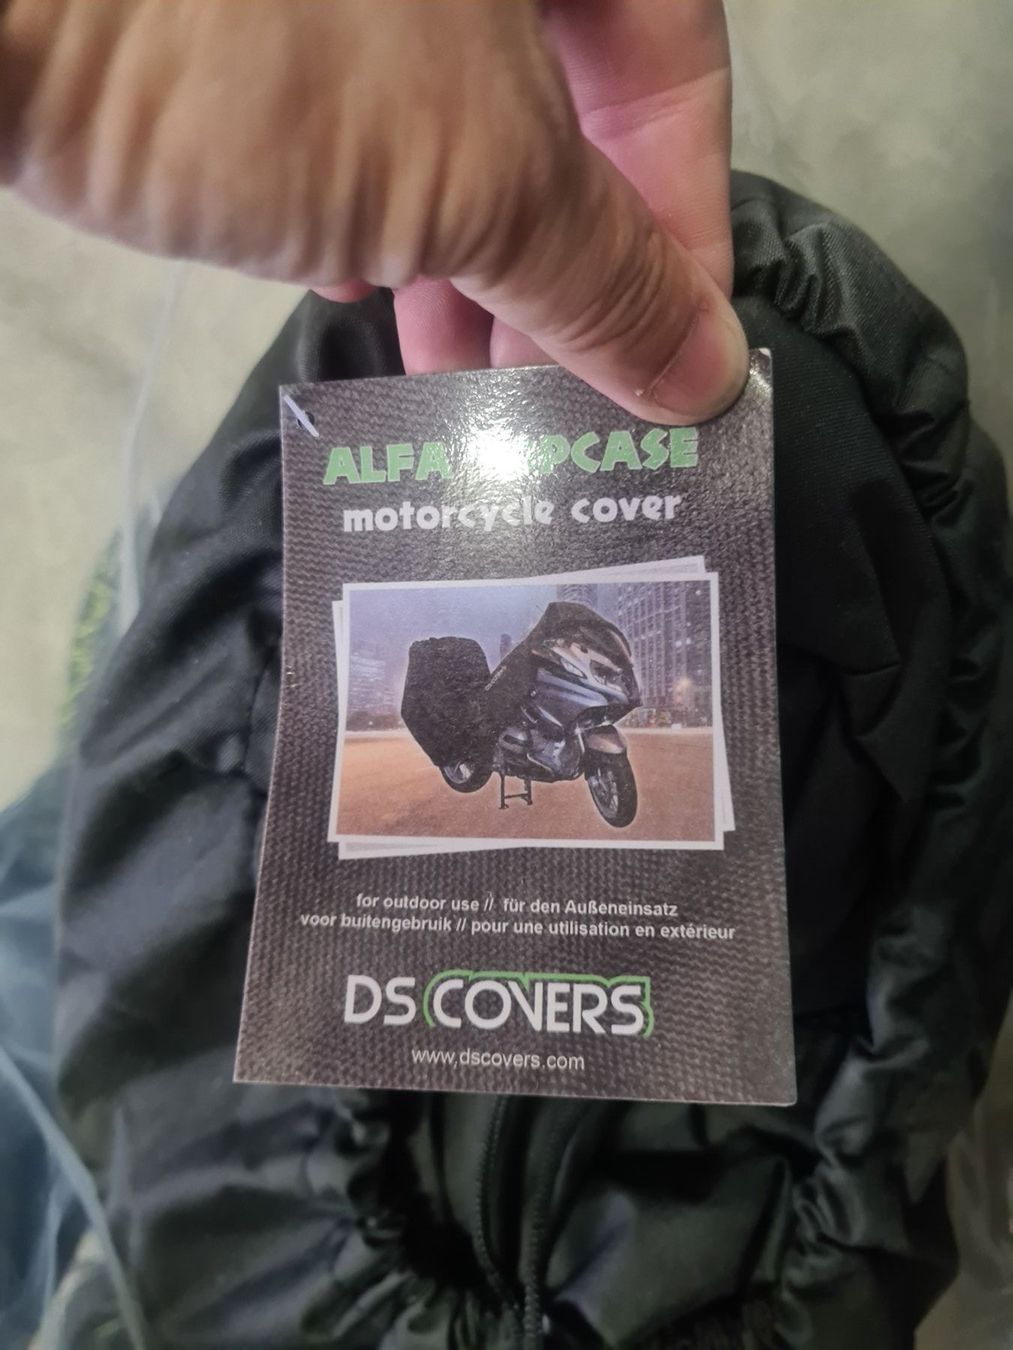 ALFA
motorcycle cover
for outdoor use // für den Außeneinsatz
voor buitengebruik // pour une utilisation en extérieur
DS COVERS
www.dscovers.com